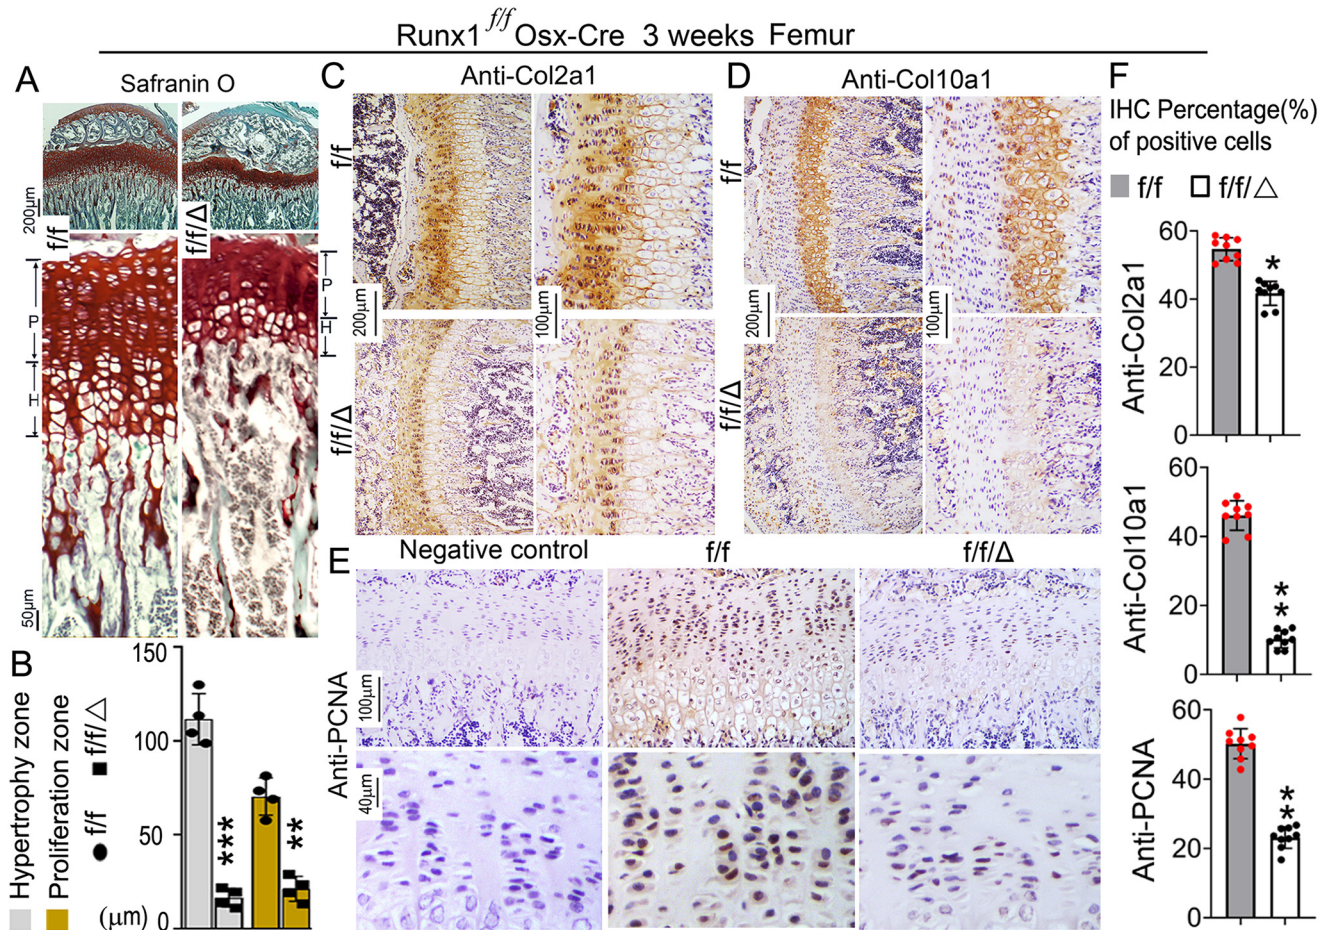 Runx1 f/f Osx-Cre 3 weeks Femur
A
Safranin O
200μm
f/f
f/f/Δ
P
H
P
H
50μm
B
Hypertrophy zone
Proliferation zone
f/f
f/f/△
150
100
50
0
(μm)
***
**
C
Anti-Col2a1
f/f
200μm
100μm
f/f/Δ
D
Anti-Col10a1
f/f
200μm
100μm
f/f/Δ
E
Negative control
f/f
f/f/Δ
Anti-PCNA
100μm
40μm
F
IHC Percentage(%)
of positive cells
f/f
f/f/△
Anti-Col2a1
60
40
20
0
*
Anti-Col10a1
60
40
20
0
**
Anti-PCNA
60
40
20
0
**